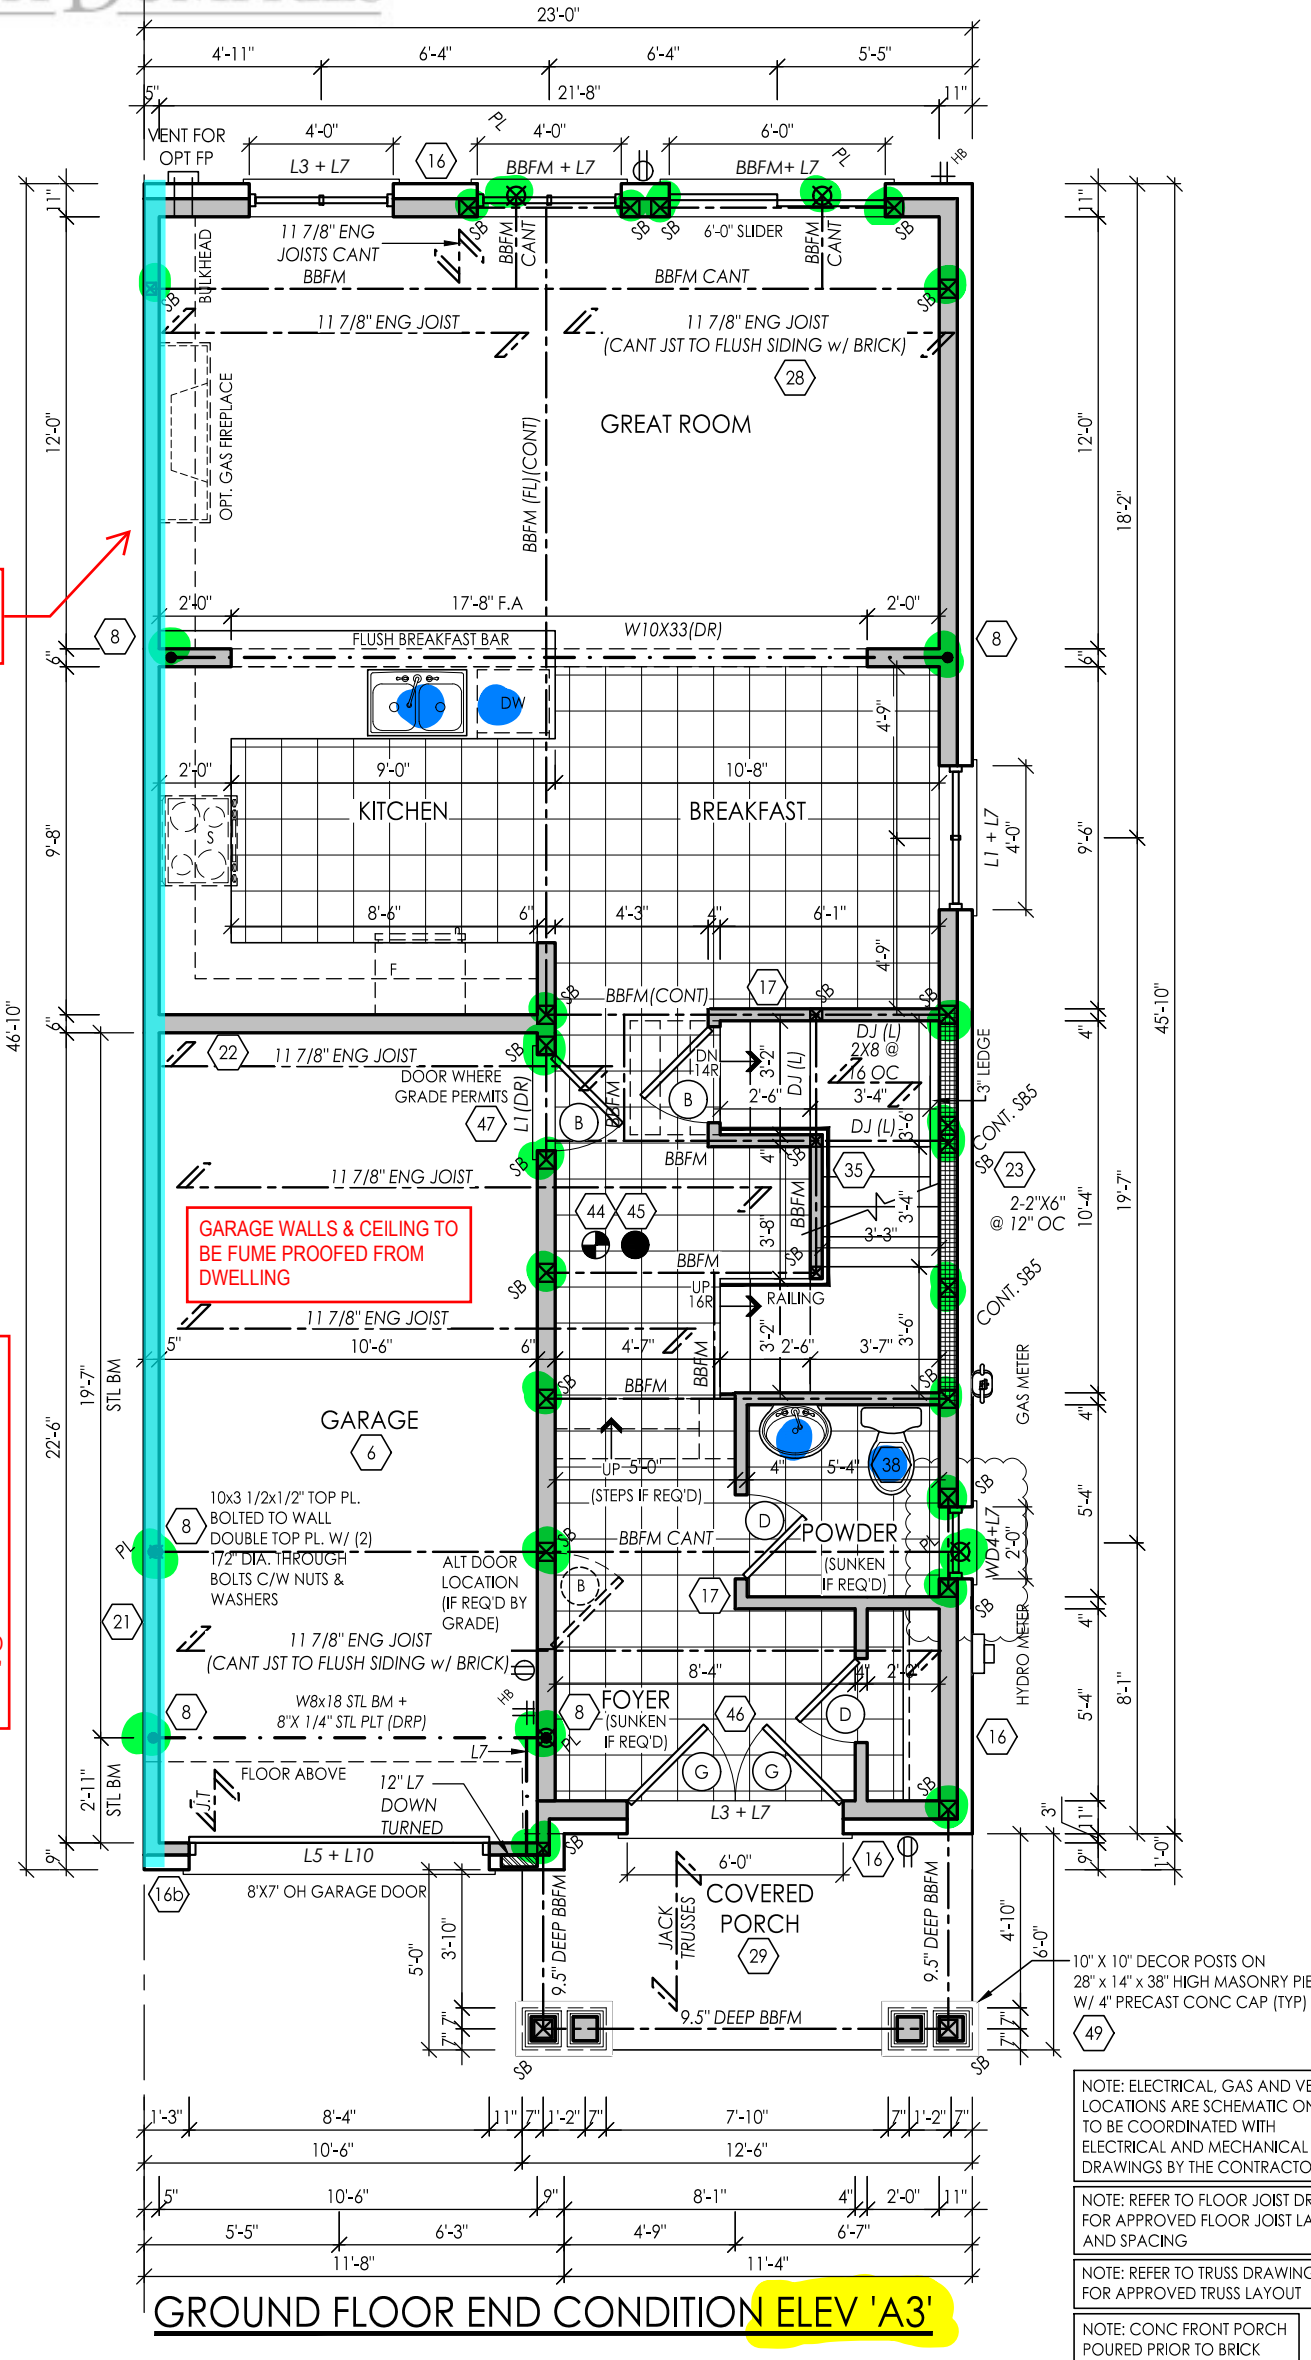 23'-0"
4'-11" 6'-4" 6'-4" 5'-5"
5" 21'-8" 11"
VENT FOR
OPT FP
4'-0" PL 4'-0" 6'-0" PL
L3 + L7 16 BBFM + L7 BBFM+ L7 HB
11"
11 7/8" ENG
JOISTS CANT
BBFM
SB BBFM CANT SB SB 6'-0" SLIDER BBFM CANT SB
11"
BULKHEAD
SB BBFM CANT SB
11 7/8" ENG JOIST
11 7/8" ENG JOIST
(CANT JST TO FLUSH SIDING w/ BRICK)
28
GREAT ROOM
OPT. GAS FIREPLACE
12'-0" 12'-0"
BBFM (FL)(CONT)
18'-2"
2'-0" 17'-8" F.A 2'-0"
8 FLUSH BREAKFAST BAR W10X33(DR) 8
6" 6"
DW
4'-9"
2'-0" 9'-0" 10'-8"
KITCHEN BREAKFAST
S
9'-8" L1 + L7 4'-0" 9'-6"
8'-6" 6" 4'-3" 4" 6'-1"
4'-9"
F
46'-10" 45'-10"
SB BBFM(CONT) 17 SB SB
6" 4"
22 11 7/8" ENG JOIST SB
DOOR WHERE
GRADE PERMITS
47 L1(DR) B BBFM
DN
14R
B
3'-2" DJ (L)
DJ (L)
2X8 @
16 OC
2'-6" 3'-4"
DJ (L) 3'-6"
3" LEDGE
CONT. SB5
SB 23
2-2"X6"
@ 12" OC
10'-4" 19'-7"
SB BBFM 4" SB 35
11 7/8" ENG JOIST
44 45 3'-8" BBFM 3'-4"
3'-3"
GARAGE WALLS & CEILING TO
BE FUME PROOFED FROM
DWELLING
SB BBFM SB
UP
16R
RAILING
CONT. SB5
11 7/8" ENG JOIST
3'-2" 3'-6"
5" 10'-6" 6" 4'-7" 2'-6" 3'-7"
19'-7" STL BM
SB BBFM BBFM SB
GAS METER
4"
GARAGE
6
22'-6"
UP 5'-0" 4" 5'-4" 38
(STEPS IF REQ'D)
SB
10x3 1/2x1/2" TOP PL.
BOLTED TO WALL
DOUBLE TOP PL. W/ (2)
1/2" DIA. THROUGH
BOLTS C/W NUTS &
WASHERS
8
PL
SB
BBFM CANT
D POWDER
(SUNKEN
IF REQ'D)
PL WD4+L7 2'-0" 5'-4"
ALT DOOR
LOCATION
(IF REQ'D BY
GRADE)
B
17 SB
21
4"
HYDRO METER
11 7/8" ENG JOIST
(CANT JST TO FLUSH SIDING w/ BRICK)
8'-4" 4" 2'-0"
HB
W8x18 STL BM +
8"X 1/4" STL PLT (DRP)
8 8 PL
FOYER
(SUNKEN
IF REQ'D)
46 D
5'-4" 8'-1"
16
L7
FLOOR ABOVE
G G
SB
2'-11" STL BM
J.T
12" L7
DOWN
TURNED
L3 + L7
3" 11"
SB
9" L5 + L10 6'-0" 16 9" 1'-0"
16b
8'X7' OH GARAGE DOOR
COVERED
PORCH
29
JACK
TRUSSES
9.5" DEEP BBFM
9.5" DEEP BBFM
5'-0" 3'-10"
4'-10" 6'-0"
10" X 10" DECOR POSTS ON
28" x 14" x 38" HIGH MASONRY PIE
W/ 4" PRECAST CONC CAP (TYP)
49
9.5" DEEP BBFM
7" 7" 7" 7"
SB SB
NOTE: ELECTRICAL, GAS AND VE
LOCATIONS ARE SCHEMATIC ON
TO BE COORDINATED WITH
ELECTRICAL AND MECHANICAL
DRAWINGS BY THE CONTRACTO
1'-3" 8'-4" 11" 7" 1'-2" 7" 7'-10" 7" 1'-2" 7"
10'-6" 12'-6"
5" 10'-6" 9" 8'-1" 4" 2'-0" 11"
NOTE: REFER TO FLOOR JOIST DR
FOR APPROVED FLOOR JOIST LA
AND SPACING
5'-5" 6'-3" 4'-9" 6'-7"
11'-8" 11'-4"
NOTE: REFER TO TRUSS DRAWING
FOR APPROVED TRUSS LAYOUT
GROUND FLOOR END CONDITION ELEV 'A3'
NOTE: CONC FRONT PORCH
POURED PRIOR TO BRICK